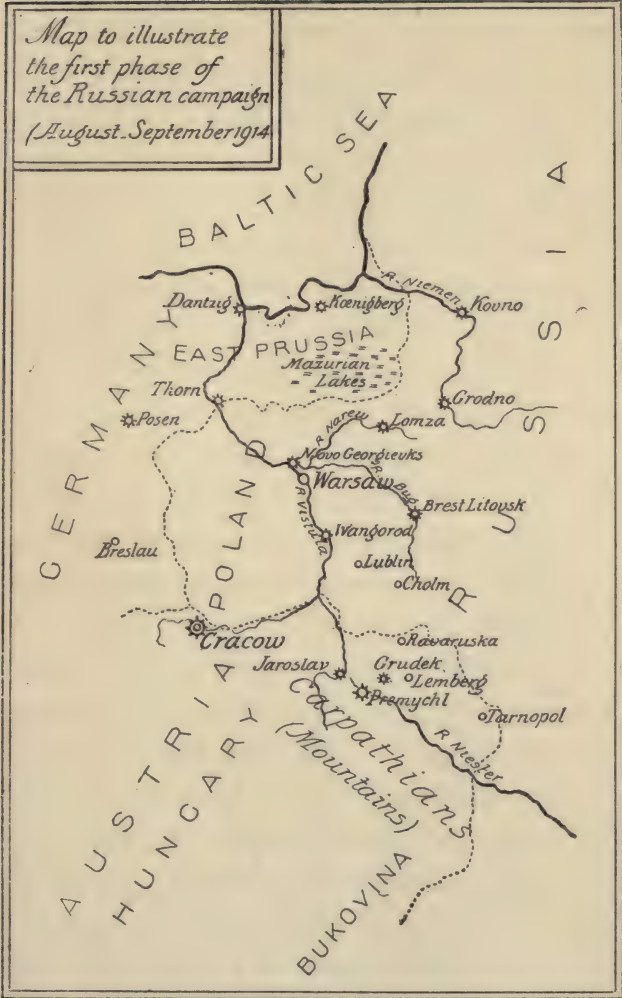 Map to illustrate
the first phase of
the Russian campaign
(August-September 1914
BALTIC SEA
RUSSIA
R. Niemen
Dantzig
Kœnigberg
Kovno
EAST PRUSSIA
Mazurian
Lakes
GERMANY
Thorn
Grodno
Posen
R Narew
Lomza
Novo Georgievks
Warsaw
R Bug
POLAND
R Vistula
Brest Litovsk
Wangorod
Breslau
Lublin
Cholm
Cracow
Ravaruska
Jaroslav
Grudek
Lemberg
Premychl
Tarnopol
Carpathians
(Mountains)
R Niester
AUSTRIA
HUNGARY
BUKOVINA